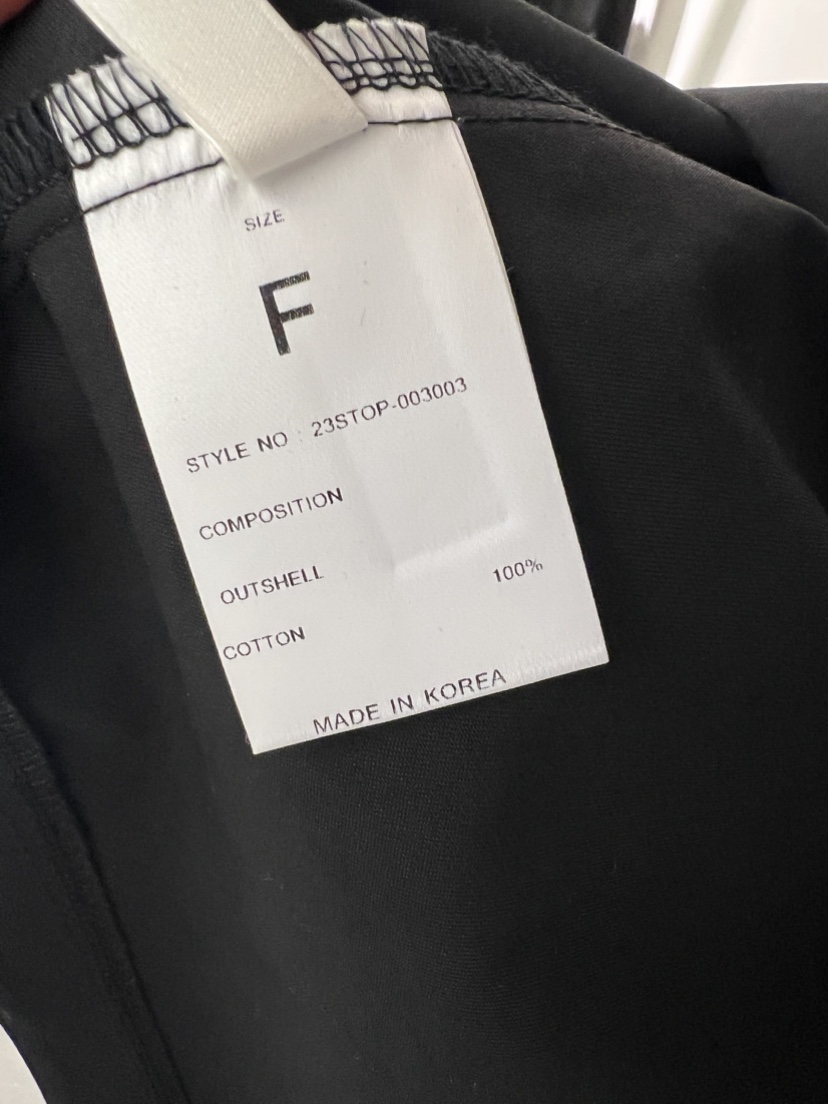 SIZE
F
STYLE NO : 23STOP-003003
COMPOSITION
OUTSHELL 100%
COTTON
MADE IN KOREA